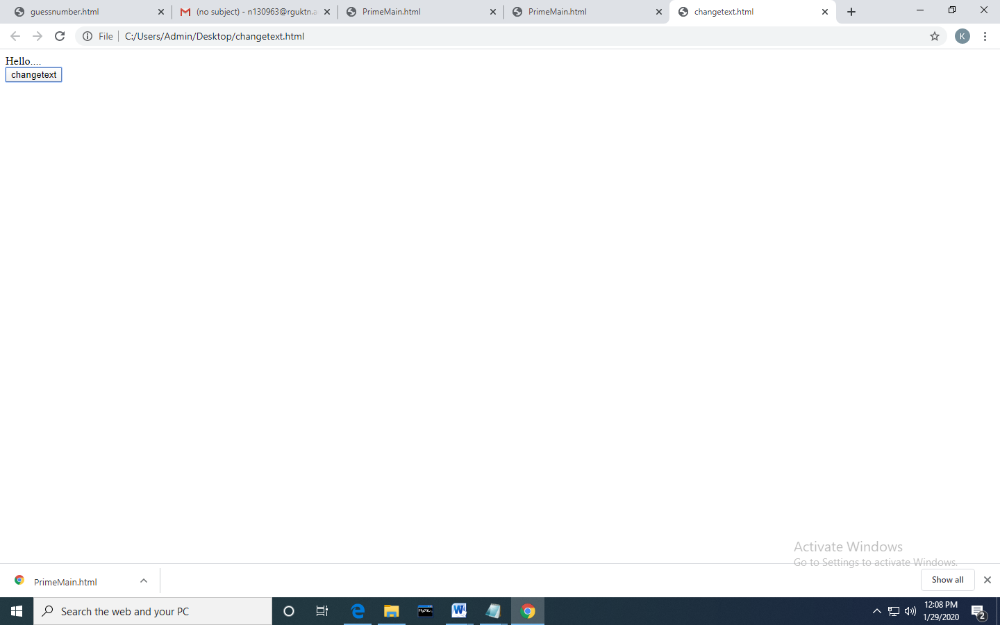 guessnumber.html
(no subject) - n130963@rguktn.a
PrimeMain.html
PrimeMain.html
changetext.html
File
C:/Users/Admin/Desktop/changetext.html
K
Hello....
changetext
Activate Windows
Go to Settings to activate Windows.
PrimeMain.html
Show all
Search the web and your PC
MySQL
W
12:08 PM
1/29/2020
2